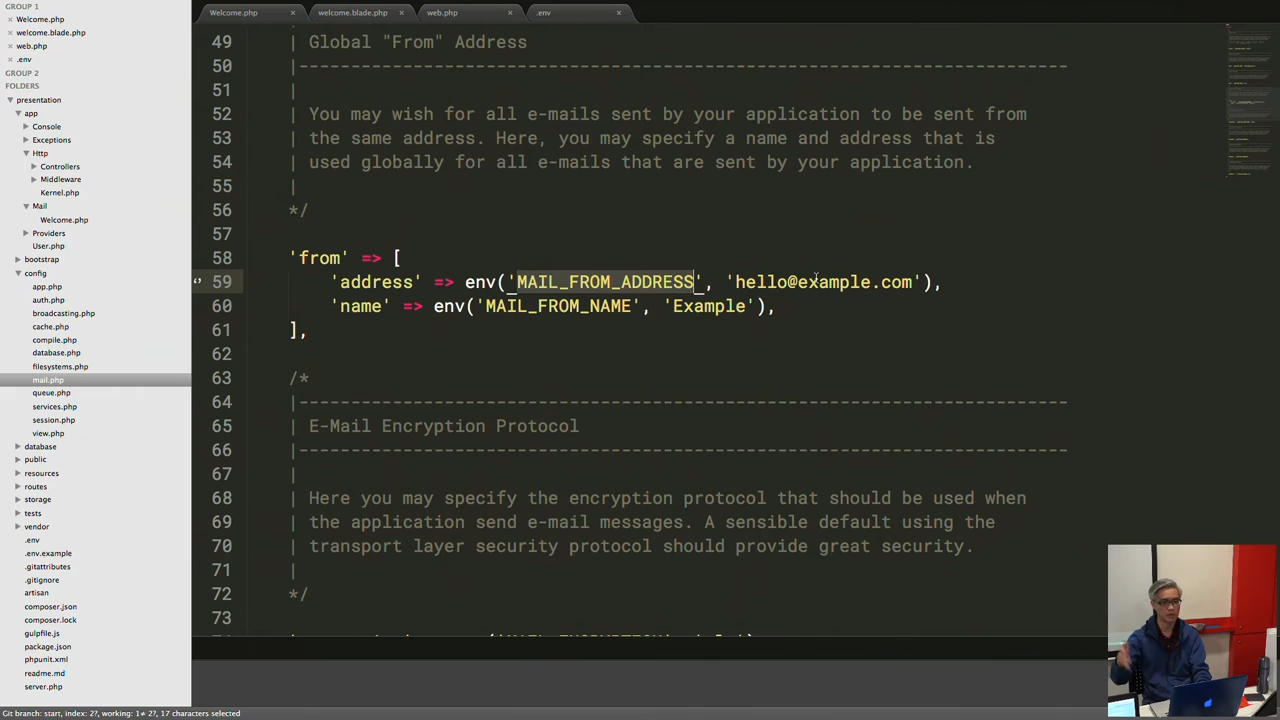 Welcome.php × welcome.blade.php × web.php × .env ×
GROUP 1
× Welcome.php
× welcome.blade.php
× web.php
× .env
GROUP 2
FOLDERS
presentation
app
Console
Exceptions
Http
Controllers
Middleware
Kernel.php
Mail
Welcome.php
Providers
User.php
bootstrap
config
app.php
auth.php
broadcasting.php
cache.php
compile.php
database.php
filesystems.php
mail.php
queue.php
services.php
session.php
view.php
database
public
resources
routes
storage
tests
vendor
.env
.env.example
.gitattributes
.gitignore
artisan
composer.json
composer.lock
gulpfile.js
package.json
phpunit.xml
readme.md
server.php
49 | Global "From" Address
50 |--------------------------------------------------------------------------
51 |
52 | You may wish for all e-mails sent by your application to be sent from
53 | the same address. Here, you may specify a name and address that is
54 | used globally for all e-mails that are sent by your application.
55 |
56 */
57
58 'from' => [
59 'address' => env('MAIL_FROM_ADDRESS', 'hello@example.com'),
60 'name' => env('MAIL_FROM_NAME', 'Example'),
61 ],
62
63 /*
64 |--------------------------------------------------------------------------
65 | E-Mail Encryption Protocol
66 |--------------------------------------------------------------------------
67 |
68 | Here you may specify the encryption protocol that should be used when
69 | the application send e-mail messages. A sensible default using the
70 | transport layer security protocol should provide great security.
71 |
72 */
73
Git branch: start, index: 2?, working: 1≠ 2?, 17 characters selected